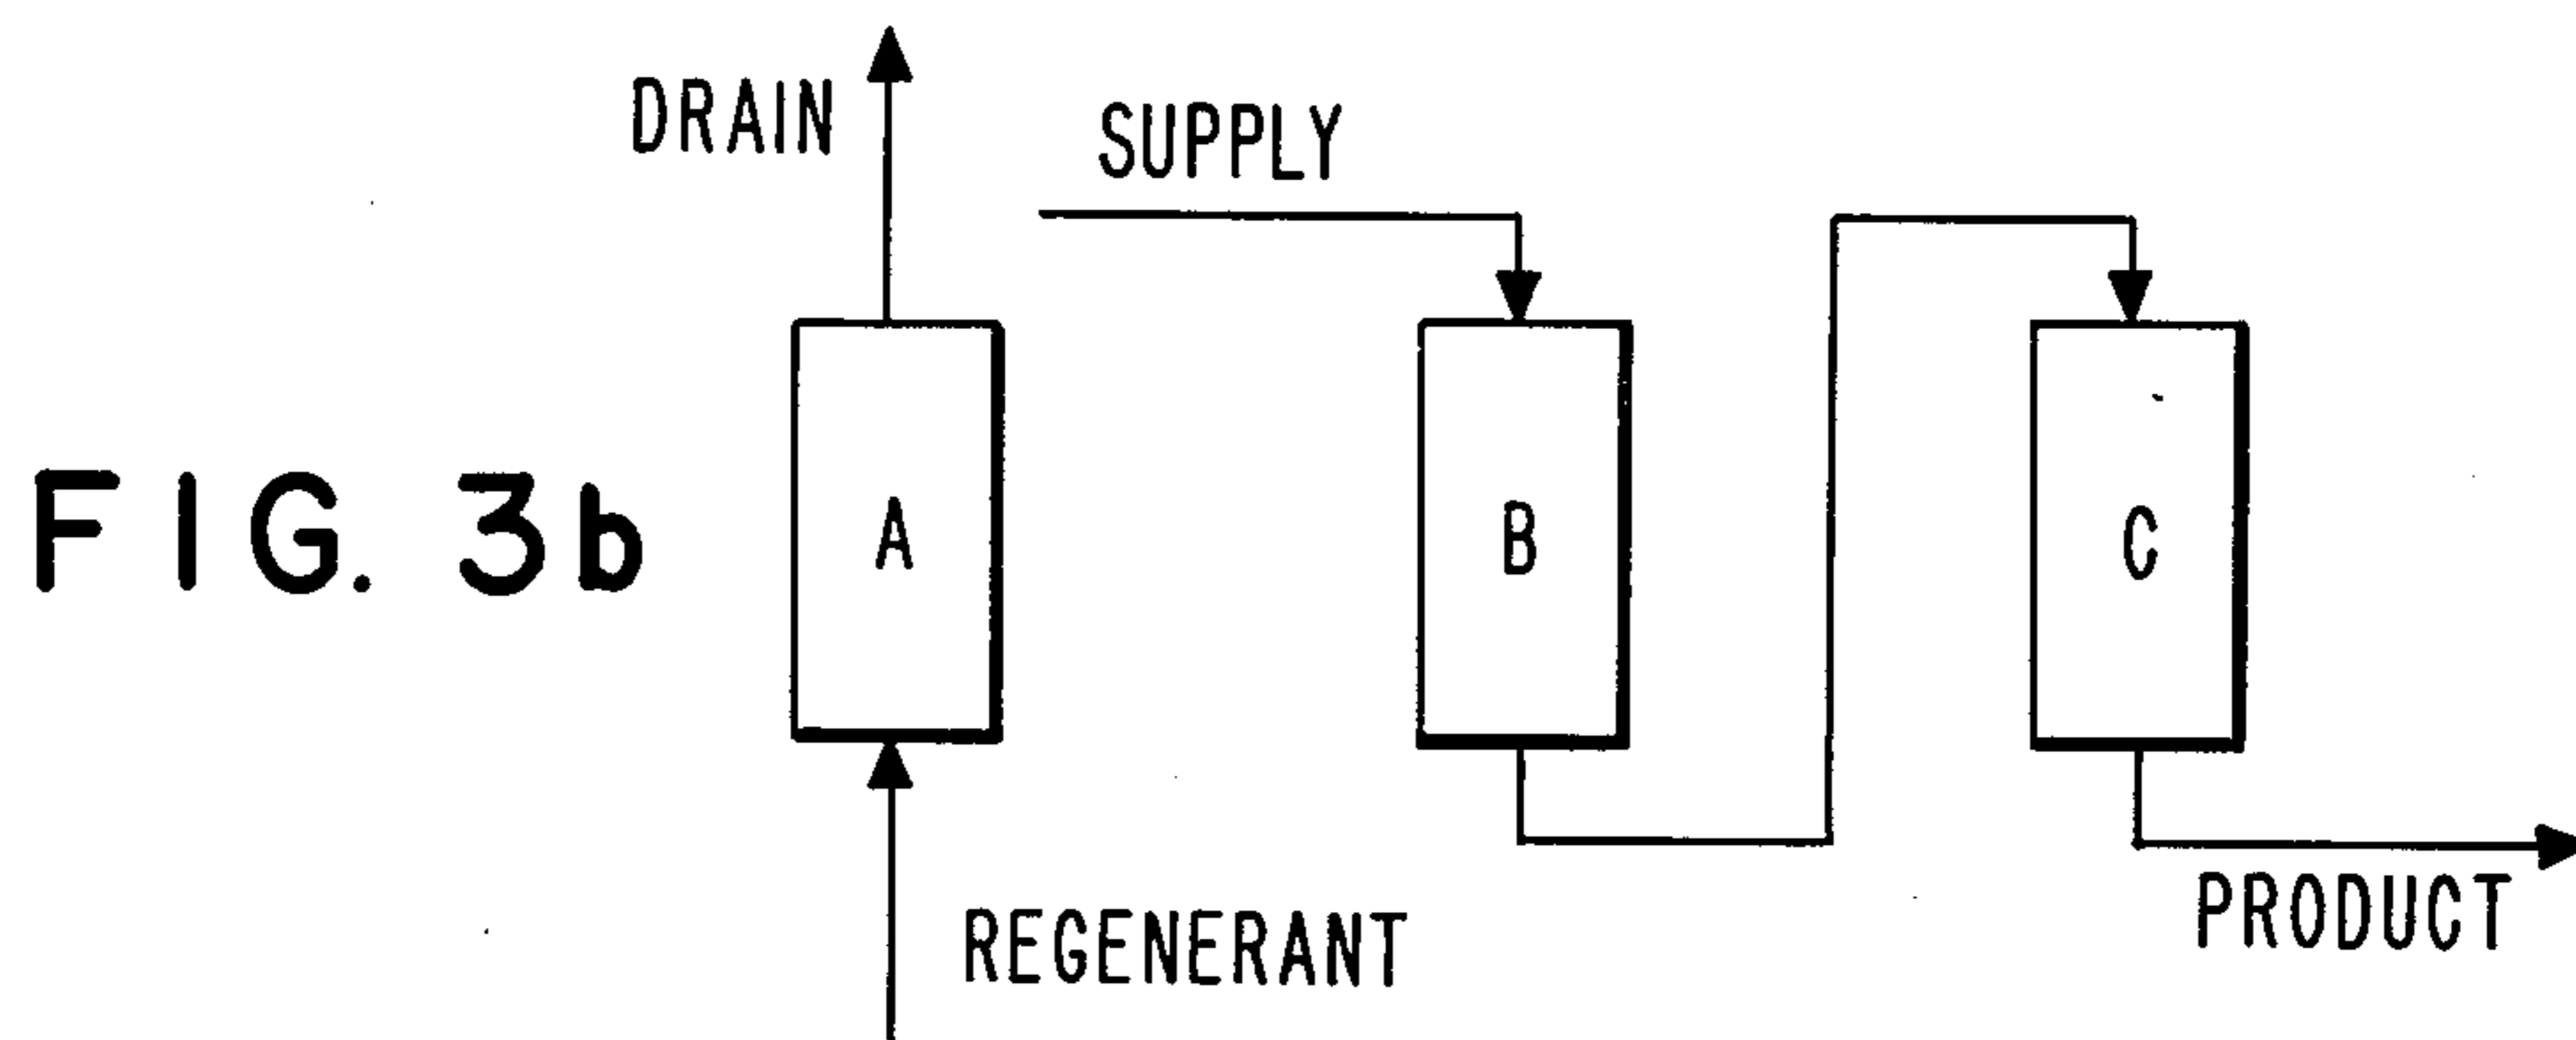 DRAIN
SUPPLY
FIG. 3b
A
B
C
REGENERANT
PRODUCT